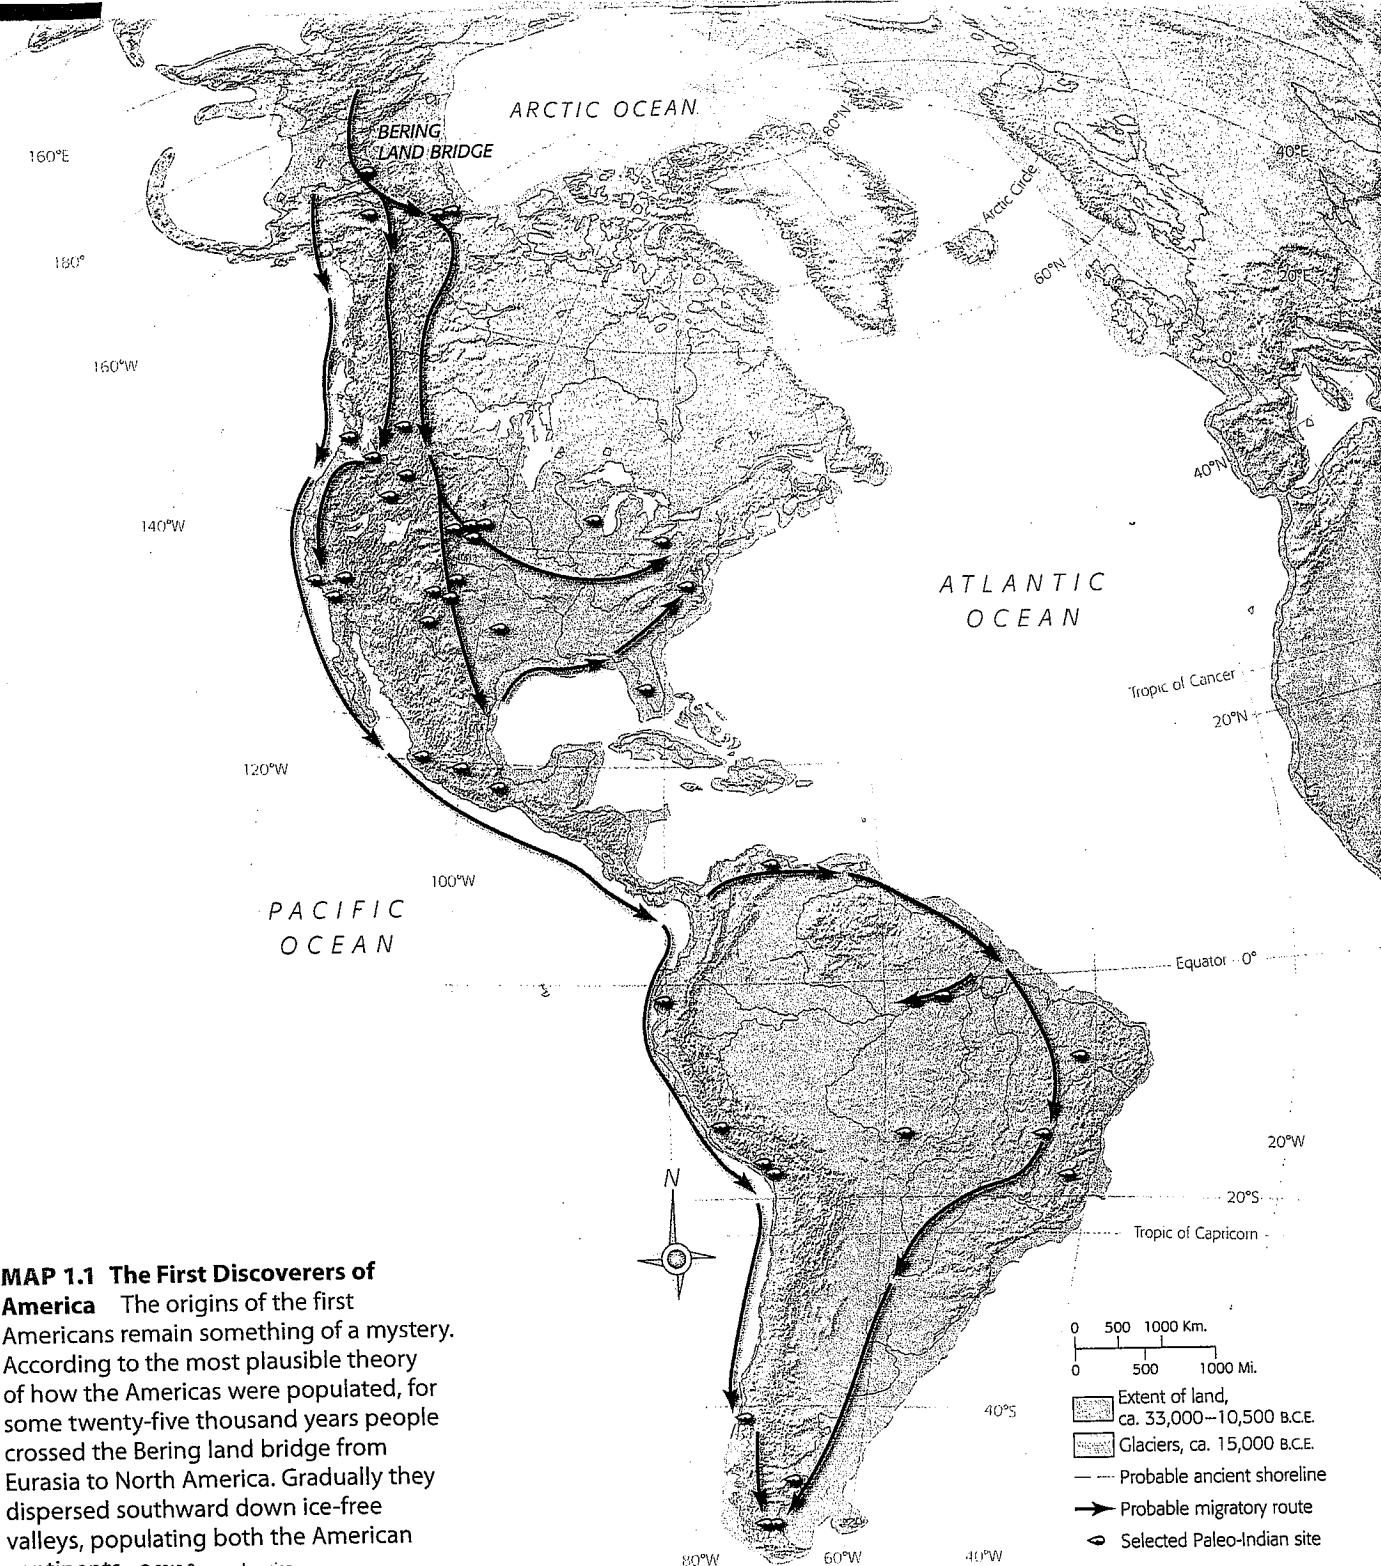 ARCTIC OCEAN
BERING
LAND BRIDGE
80°N
160°E
40°E
Arctic Circle
180°
60°N
20°E
160°W
0°
40°N
140°W
ATLANTIC
OCEAN
Tropic of Cancer
20°N
120°W
100°W
PACIFIC
OCEAN
Equator 0°
20°W
N
20°S
Tropic of Capricorn
MAP 1.1 The First Discoverers of
America The origins of the first
Americans remain something of a mystery.
According to the most plausible theory
of how the Americas were populated, for
some twenty-five thousand years people
crossed the Bering land bridge from
Eurasia to North America. Gradually they
dispersed southward down ice-free
valleys, populating both the American
0 500 1000 Km.
0 500 1000 Mi.
Extent of land,
ca. 33,000–10,500 B.C.E.
40°S
Glaciers, ca. 15,000 B.C.E.
Probable ancient shoreline
Probable migratory route
Selected Paleo-Indian site
80°W 60°W 40°W